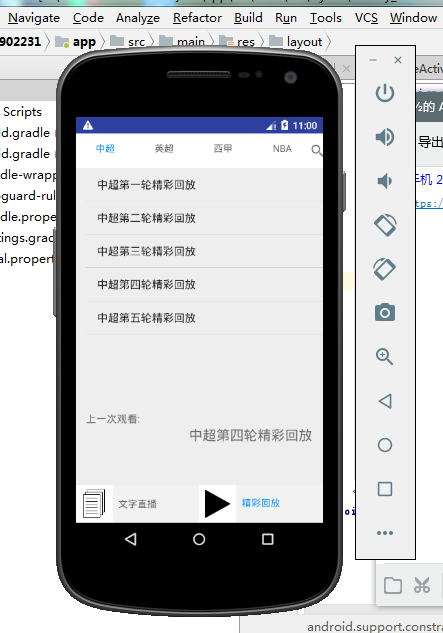 Navigate Code Analyze Refactor Build Run Tools VCS Window
902231 app src main res layout
Scripts
ld.gradle
ld.gradle
dle-wrapp
guard-rul
dle.prope
tings.grad
al.propert
11:00
中超 英超 西甲 NBA
中超第一轮精彩回放
中超第二轮精彩回放
中超第三轮精彩回放
中超第四轮精彩回放
中超第五轮精彩回放
上一次观看:
中超第四轮精彩回放
文字直播 精彩回放
eActiv
导出
手机 2
android.support.constra